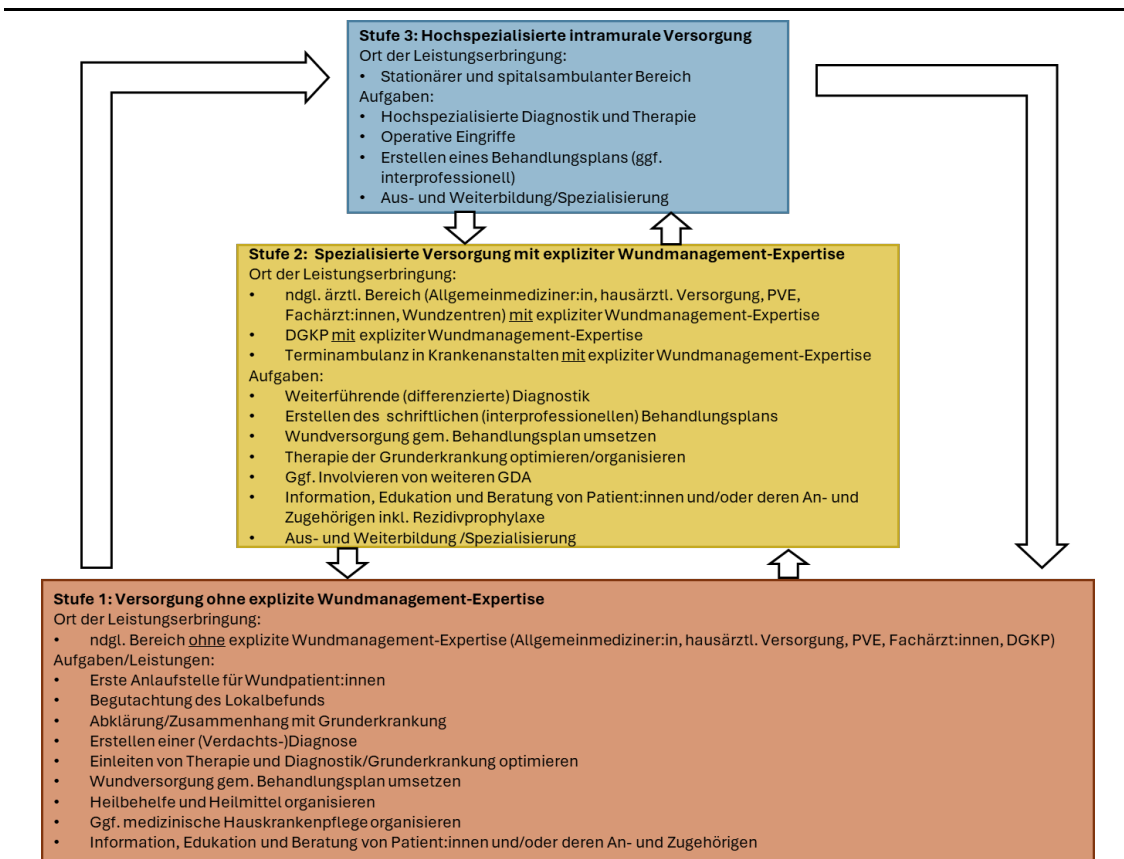 Stufe 3: Hochspezialisierte intramurale Versorgung
Ort der Leistungserbringung:
• Stationärer und spitalsambulanter Bereich
Aufgaben:
• Hochspezialisierte Diagnostik und Therapie
• Operative Eingriffe
• Erstellen eines Behandlungsplans (ggf.
interprofessionell)
• Aus- und Weiterbildung/Spezialisierung
Stufe 2: Spezialisierte Versorgung mit expliziter Wundmanagement-Expertise
Ort der Leistungserbringung:
• ndgl. ärztl. Bereich (Allgemeinmediziner:in, hausärztl. Versorgung, PVE,
Fachärzt:innen, Wundzentren) mit expliziter Wundmanagement-Expertise
• DGKP mit expliziter Wundmanagement-Expertise
• Terminambulanz in Krankenanstalten mit expliziter Wundmanagement-Expertise
Aufgaben:
• Weiterführende (differenzierte) Diagnostik
• Erstellen des schriftlichen (interprofessionellen) Behandlungsplans
• Wundversorgung gem. Behandlungsplan umsetzen
• Therapie der Grunderkrankung optimieren/organisieren
• Ggf. Involvieren von weiteren GDA
• Information, Edukation und Beratung von Patient:innen und/oder deren An- und
Zugehörigen inkl. Rezidivprophylaxe
• Aus- und Weiterbildung /Spezialisierung
Stufe 1: Versorgung ohne explizite Wundmanagement-Expertise
Ort der Leistungserbringung:
• ndgl. Bereich ohne explizite Wundmanagement-Expertise (Allgemeinmediziner:in, hausärztl. Versorgung, PVE, Fachärzt:innen, DGKP)
Aufgaben/Leistungen:
• Erste Anlaufstelle für Wundpatient:innen
• Begutachtung des Lokalbefunds
• Abklärung/Zusammenhang mit Grunderkrankung
• Erstellen einer (Verdachts-)Diagnose
• Einleiten von Therapie und Diagnostik/Grunderkrankung optimieren
• Wundversorgung gem. Behandlungsplan umsetzen
• Heilbehelfe und Heilmittel organisieren
• Ggf. medizinische Hauskrankenpflege organisieren
• Information, Edukation und Beratung von Patient:innen und/oder deren An- und Zugehörigen